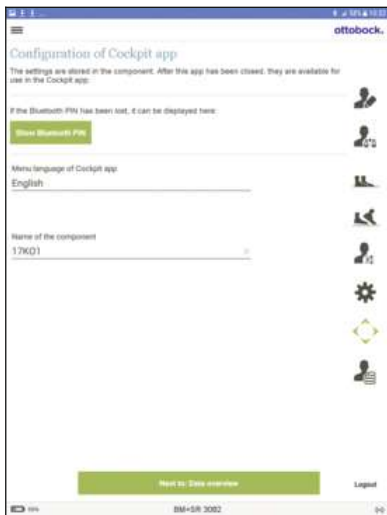 ottobock.
Configuration of Cockpit app
The settings are stored in the component. After this app has been closed, they are available for
use in the Cockpit app:
If the Bluetooth PIN has been lost, it can be displayed here:
Show Bluetooth PIN
Menu language of Cockpit app
English
Name of the component
17KO1
Next to: Data overview
Logout
BM+SR 3082